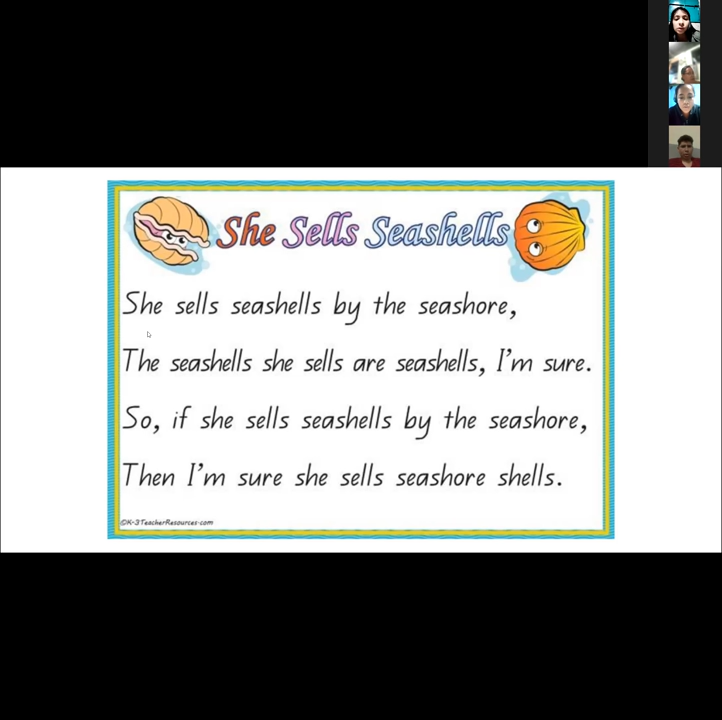 She Sells Seashells
She sells seashells by the seashore,
The seashells she sells are seashells, I'm sure.
So, if she sells seashells by the seashore,
Then I'm sure she sells seashore shells.
©K-3TeacherResources.com